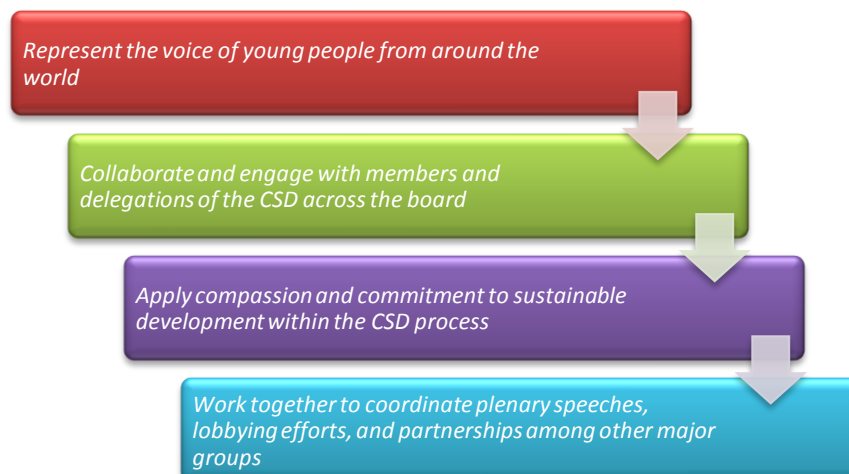 Represent the voice of young people from around the
world
Collaborate and engage with members and
delegations of the CSD across the board
Apply compassion and commitment to sustainable
development within the CSD process
Work together to coordinate plenary speeches,
lobbying efforts, and partnerships among other major
groups